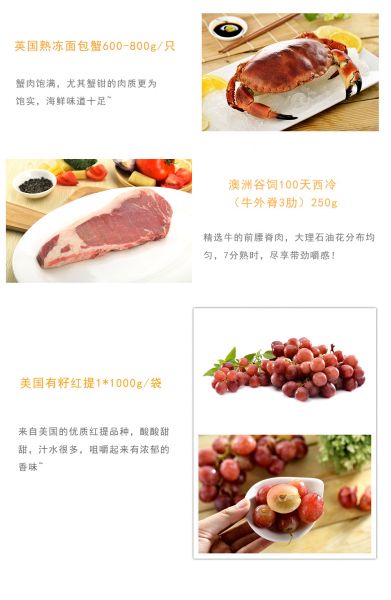 英国熟冻面包蟹600-800g/只
蟹肉饱满，尤其蟹钳的肉质更为
饱实，海鲜味道十足~
澳洲谷饲100天西冷
（牛外脊3肋）250g
精选牛的前腰脊肉，大理石油花分布均
匀，7分熟时，尽享带劲嚼感！
美国有籽红提1*1000g/袋
来自美国的优质红提品种，酸酸甜
甜，汁水很多，咀嚼起来有浓郁的
香味~